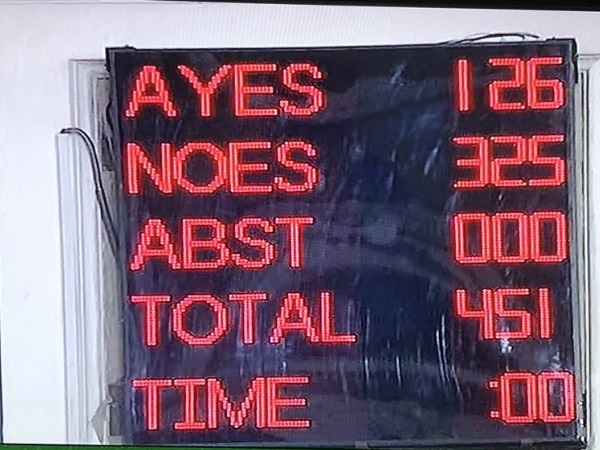 AYES 126
NOES 325
ABST 000
TOTAL 451
TIME :00